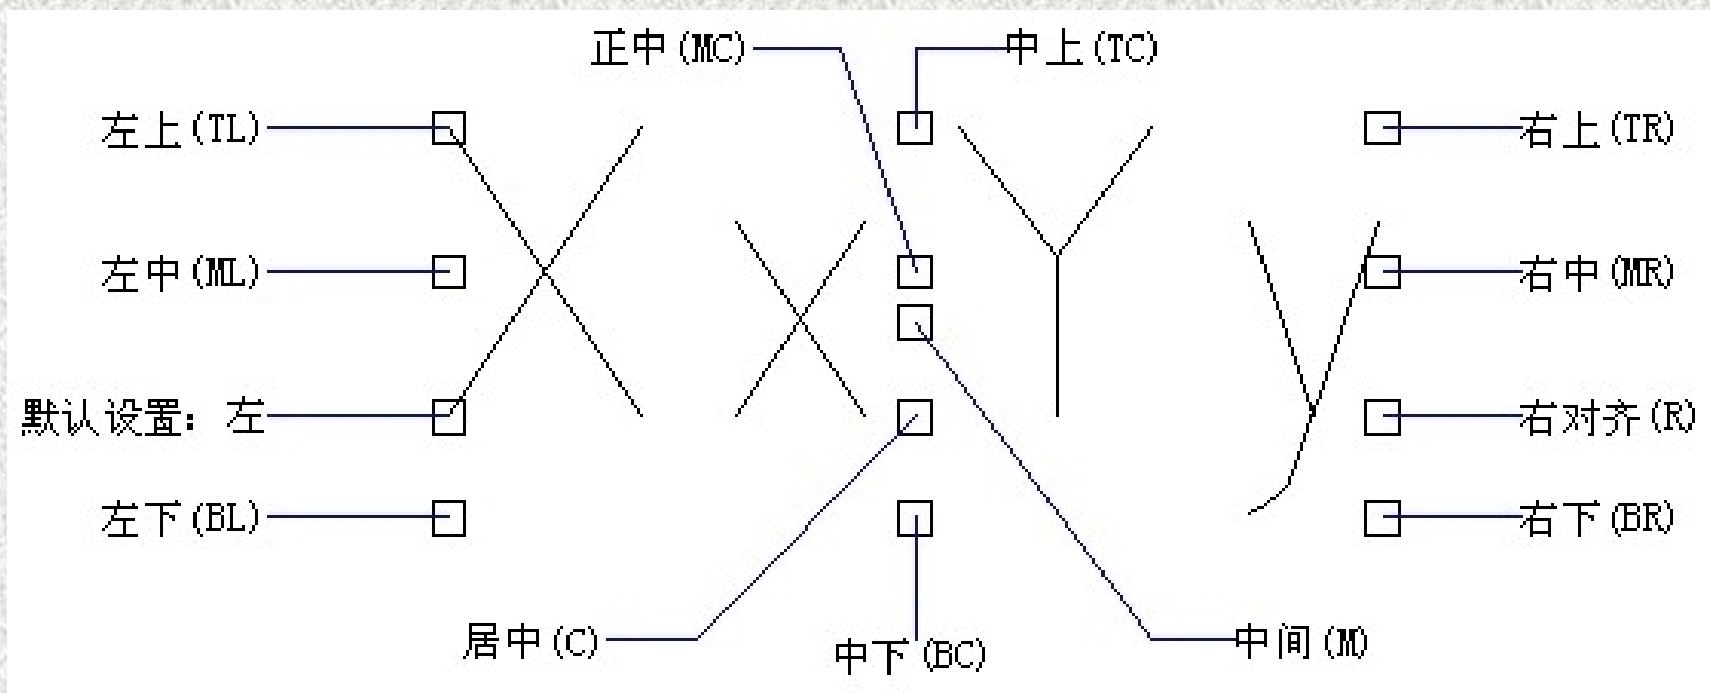 正中(MC)
中上(TC)
左上(TL)
右上(TR)
左中(ML)
右中(MR)
默认设置：左
右对齐(R)
左下(BL)
右下(BR)
居中(C)
中下(BC)
中间(M)
XxYy